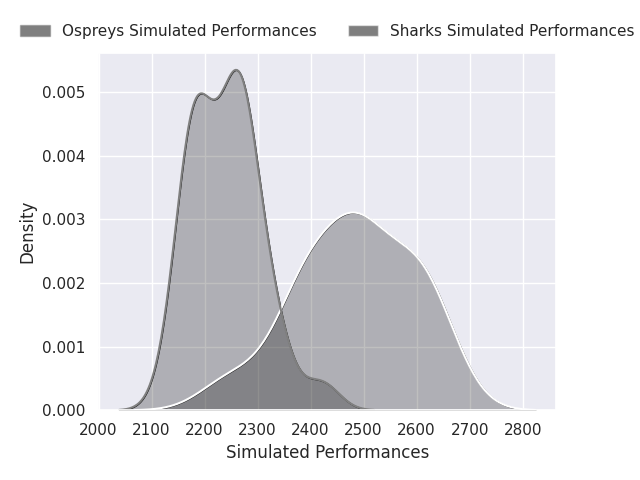 Ospreys Simulated Performances Sharks Simulated Performances
0.005
0.004
0.003
0.002
0.001
0.000
Density
2000 2100 2200 2300 2400 2500 2600 2700 2800
Simulated Performances